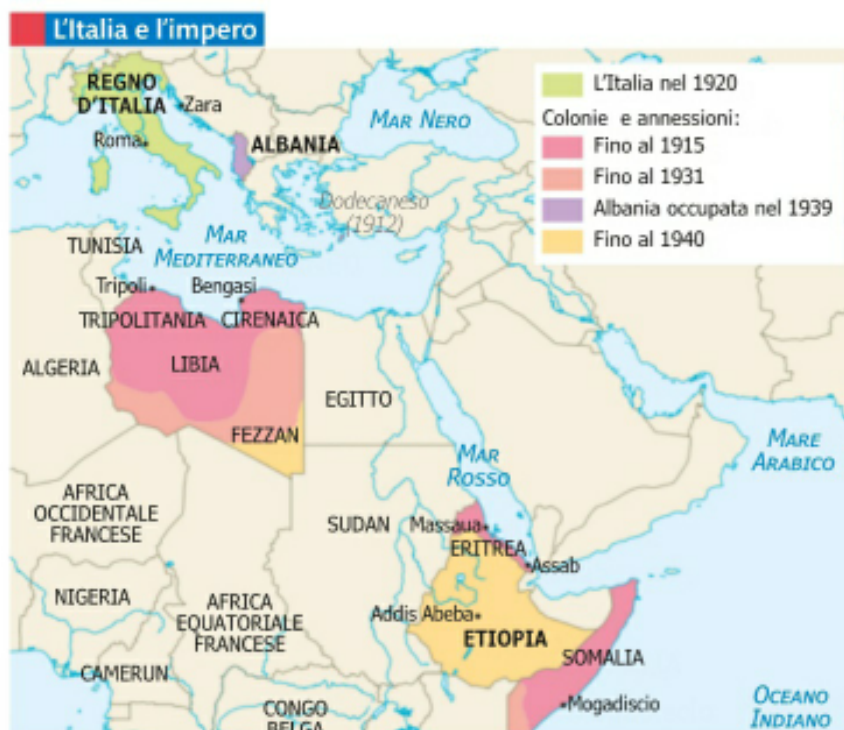 L'Italia e l'impero
REGNO
D'ITALIA
Zara
Roma
ALBANIA
MAR NERO
L'Italia nel 1920
Colonie e annessioni:
Fino al 1915
Fino al 1931
Albania occupata nel 1939
Fino al 1940
Dodecaneso
(1912)
MAR
MEDITERRANEO
TUNISIA
Tripoli
Bengasi
TRIPOLITANIA
CIRENAICA
ALGERIA
LIBIA
EGITTO
FEZZAN
MAR
ROSSO
MARE
ARABICO
AFRICA
OCCIDENTALE
FRANCESE
SUDAN
Massaua
ERITREA
Assab
NIGERIA
AFRICA
EQUATORIALE
FRANCESE
Addis Abeba
ETIOPIA
SOMALIA
CAMERUN
Mogadiscio
CONGO
BELGA
OCEANO
INDIANO